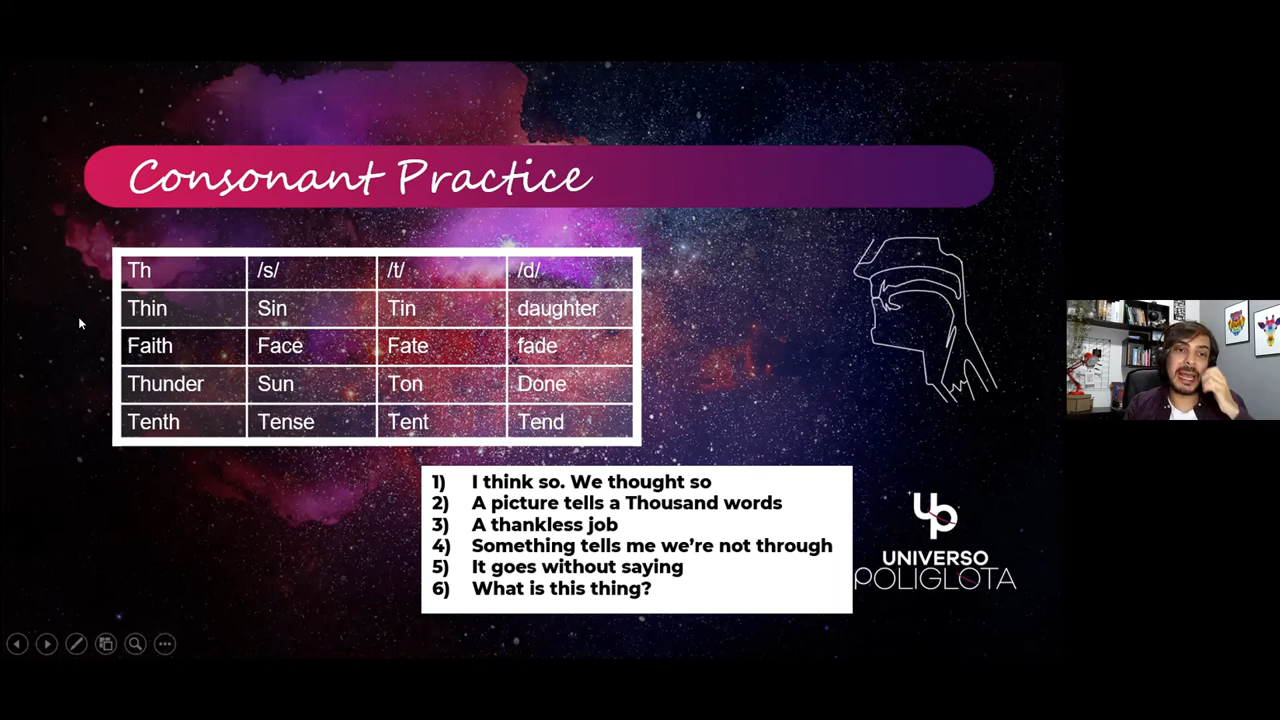 Consonant Practice
Th /s/ /t/ /d/
Thin Sin Tin daughter
Faith Face Fate fade
Thunder Sun Ton Done
Tenth Tense Tent Tend
1) I think so. We thought so
2) A picture tells a Thousand words
3) A thankless job
4) Something tells me we're not through
5) It goes without saying
6) What is this thing?
up
UNIVERSO
POLIGLOTA